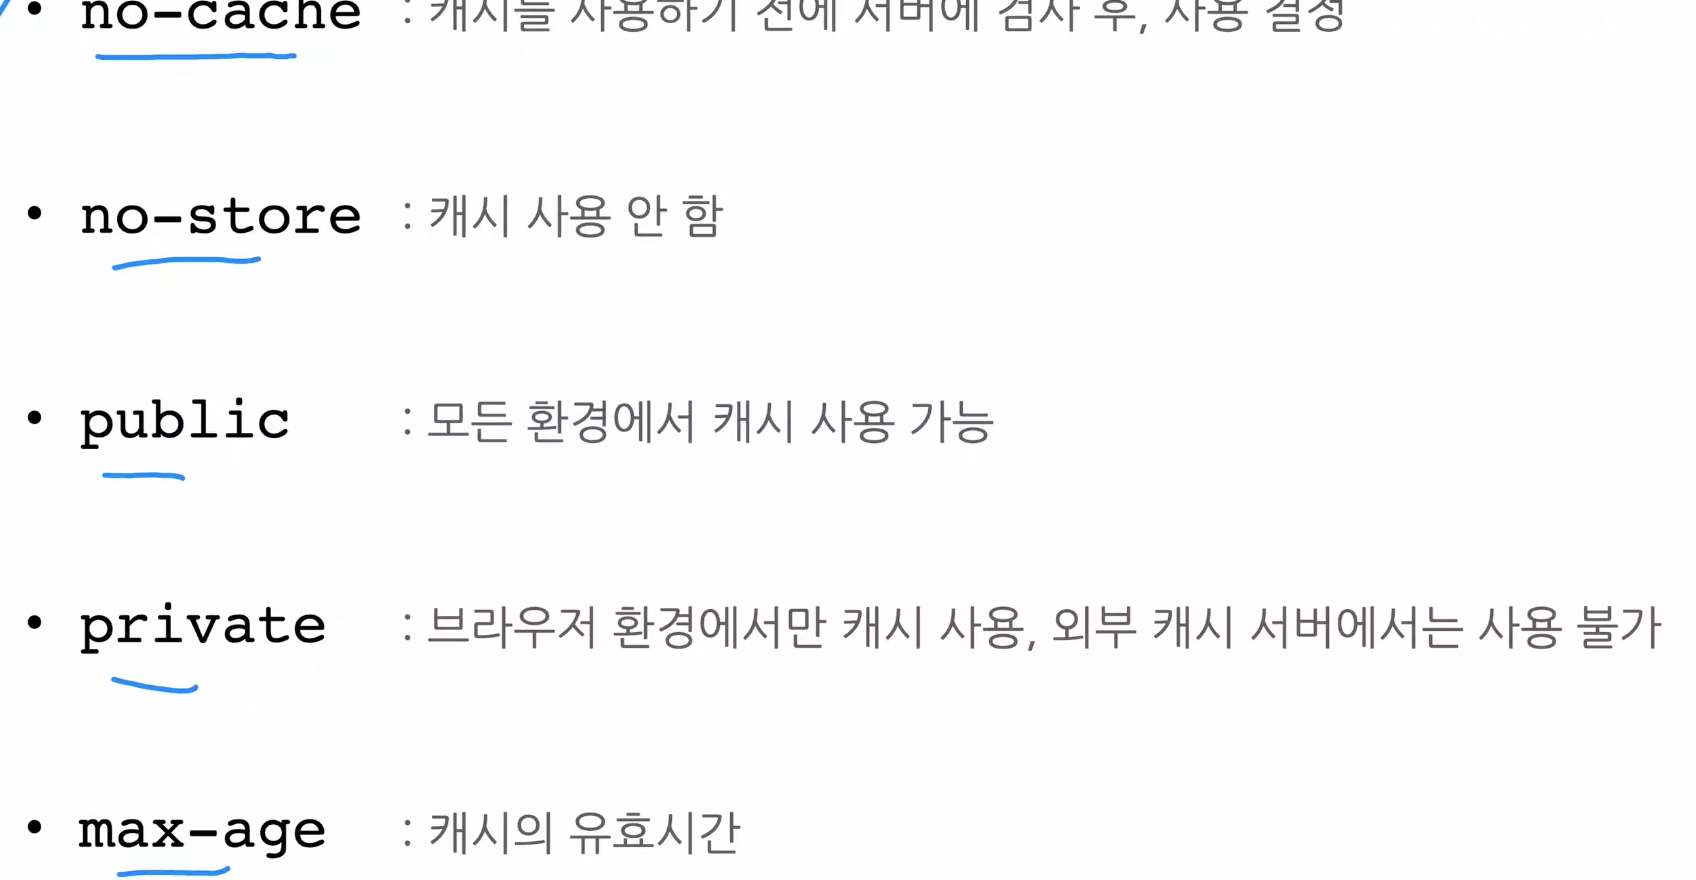 • no-cache : 캐시를 사용하기 전에 서버에 검사 후, 사용 결정
• no-store : 캐시 사용 안 함
• public : 모든 환경에서 캐시 사용 가능
• private : 브라우저 환경에서만 캐시 사용, 외부 캐시 서버에서는 사용 불가
• max-age : 캐시의 유효시간